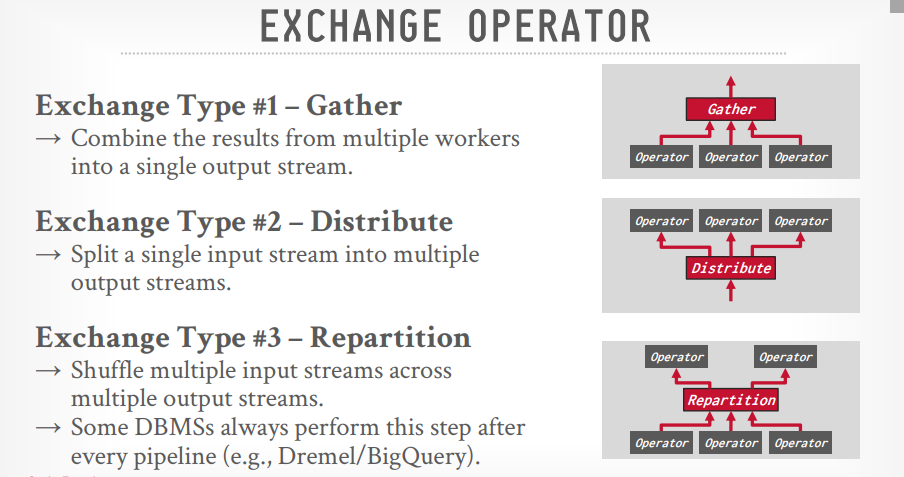 EXCHANGE OPERATOR
Exchange Type #1 – Gather
→ Combine the results from multiple workers
into a single output stream.
Gather
Operator Operator Operator
Exchange Type #2 – Distribute
→ Split a single input stream into multiple
output streams.
Operator Operator Operator
Distribute
Exchange Type #3 – Repartition
→ Shuffle multiple input streams across
multiple output streams.
→ Some DBMSs always perform this step after
every pipeline (e.g., Dremel/BigQuery).
Operator Operator
Repartition
Operator Operator Operator